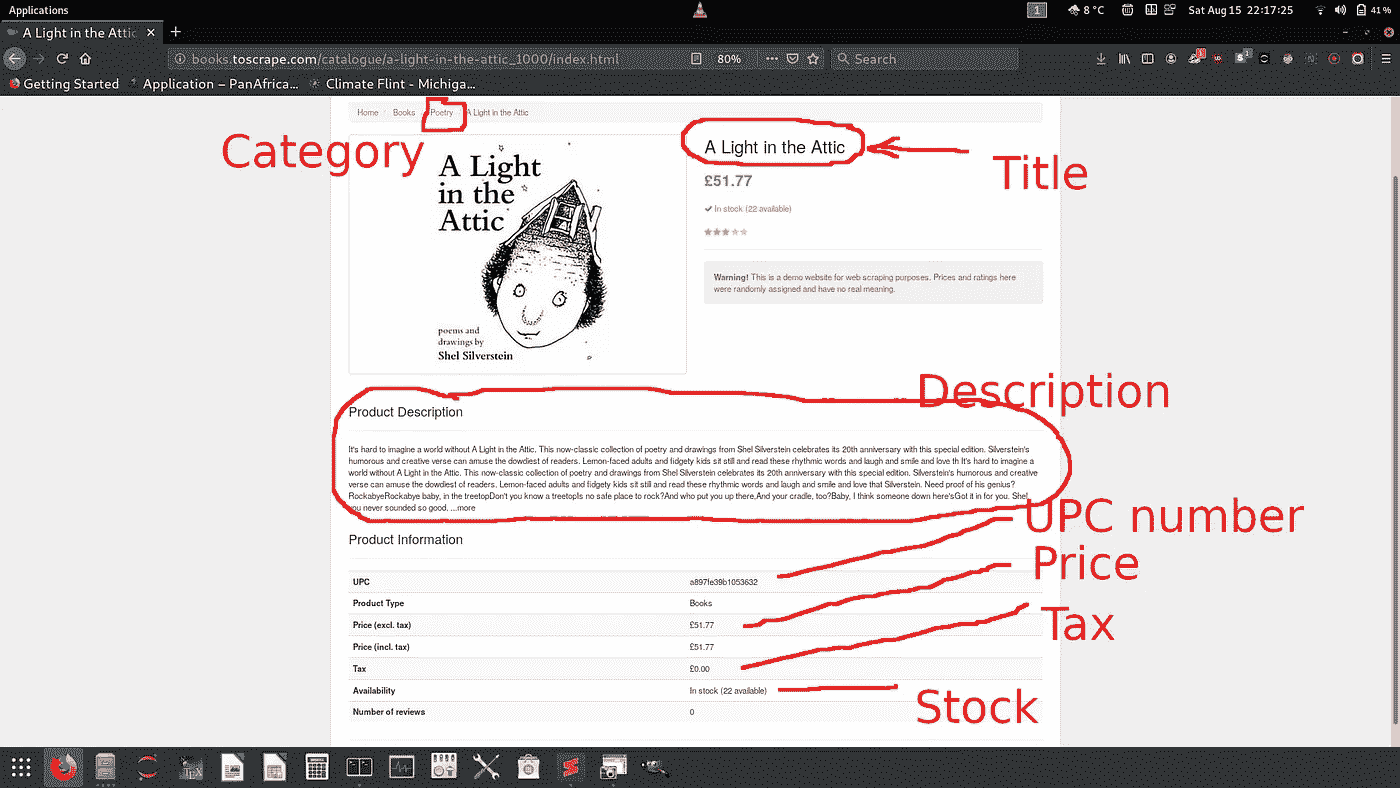 Applications
1
8 °C
Sat Aug 15 22:17:25
41 %
A Light in the Attic
books.toscrape.com/catalogue/a-light-in-the-attic_1000/index.html
80%
Search
Getting Started
Application – PanAfrica...
Climate Flint - Michiga...
Home
Books
Poetry
A Light in the Attic
Category
A Light in the Attic
Title
£51.77
In stock (22 available)
Warning! This is a demo website for web scraping purposes. Prices and ratings here
were randomly assigned and have no real meaning.
A Light
in the
Attic
poems and
drawings by
Shel Silverstein
Description
Product Description
It's hard to imagine a world without A Light in the Attic. This now-classic collection of poetry and drawings from Shel Silverstein celebrates its 20th anniversary with this special edition. Silverstein's
humorous and creative verse can amuse the dowdiest of readers. Lemon-faced adults and fidgety kids sit still and read these rhythmic words and laugh and smile and love th It's hard to imagine a
world without A Light in the Attic. This now-classic collection of poetry and drawings from Shel Silverstein celebrates its 20th anniversary with this special edition. Silverstein's humorous and creative
verse can amuse the dowdiest of readers. Lemon-faced adults and fidgety kids sit still and read these rhythmic words and laugh and smile and love that Silverstein. Need proof of his genius?
RockabyeRockabye baby, in the treetopDon't you know a treetopIs no safe place to rock?And who put you up there,And your cradle, too?Baby, I think someone down here'sGot it in for you. Shel,
you never sounded so good. ...more
UPC number
Product Information
Price
UPC a897fe39b1053632
Product Type Books
Tax
Price (excl. tax) £51.77
Price (incl. tax) £51.77
Tax £0.00
Availability In stock (22 available)
Stock
Number of reviews 0